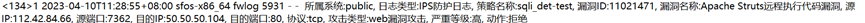 <134>1 2023-04-10T11:28:55+08:00 sfos-x86_64 fwlog 5931 - - 所属系统:public, 日志类型:IPS防护日志, 策略名称:sqli_det-test, 漏洞ID:11021471, 漏洞名称:Apache Struts远程执行代码漏洞, 源
IP:112.42.84.66, 源端口:7362, 目的IP:50.50.50.104, 目的端口:80, 协议:tcp, 攻击类型:web漏洞攻击, 严重等级:高, 动作:拒绝